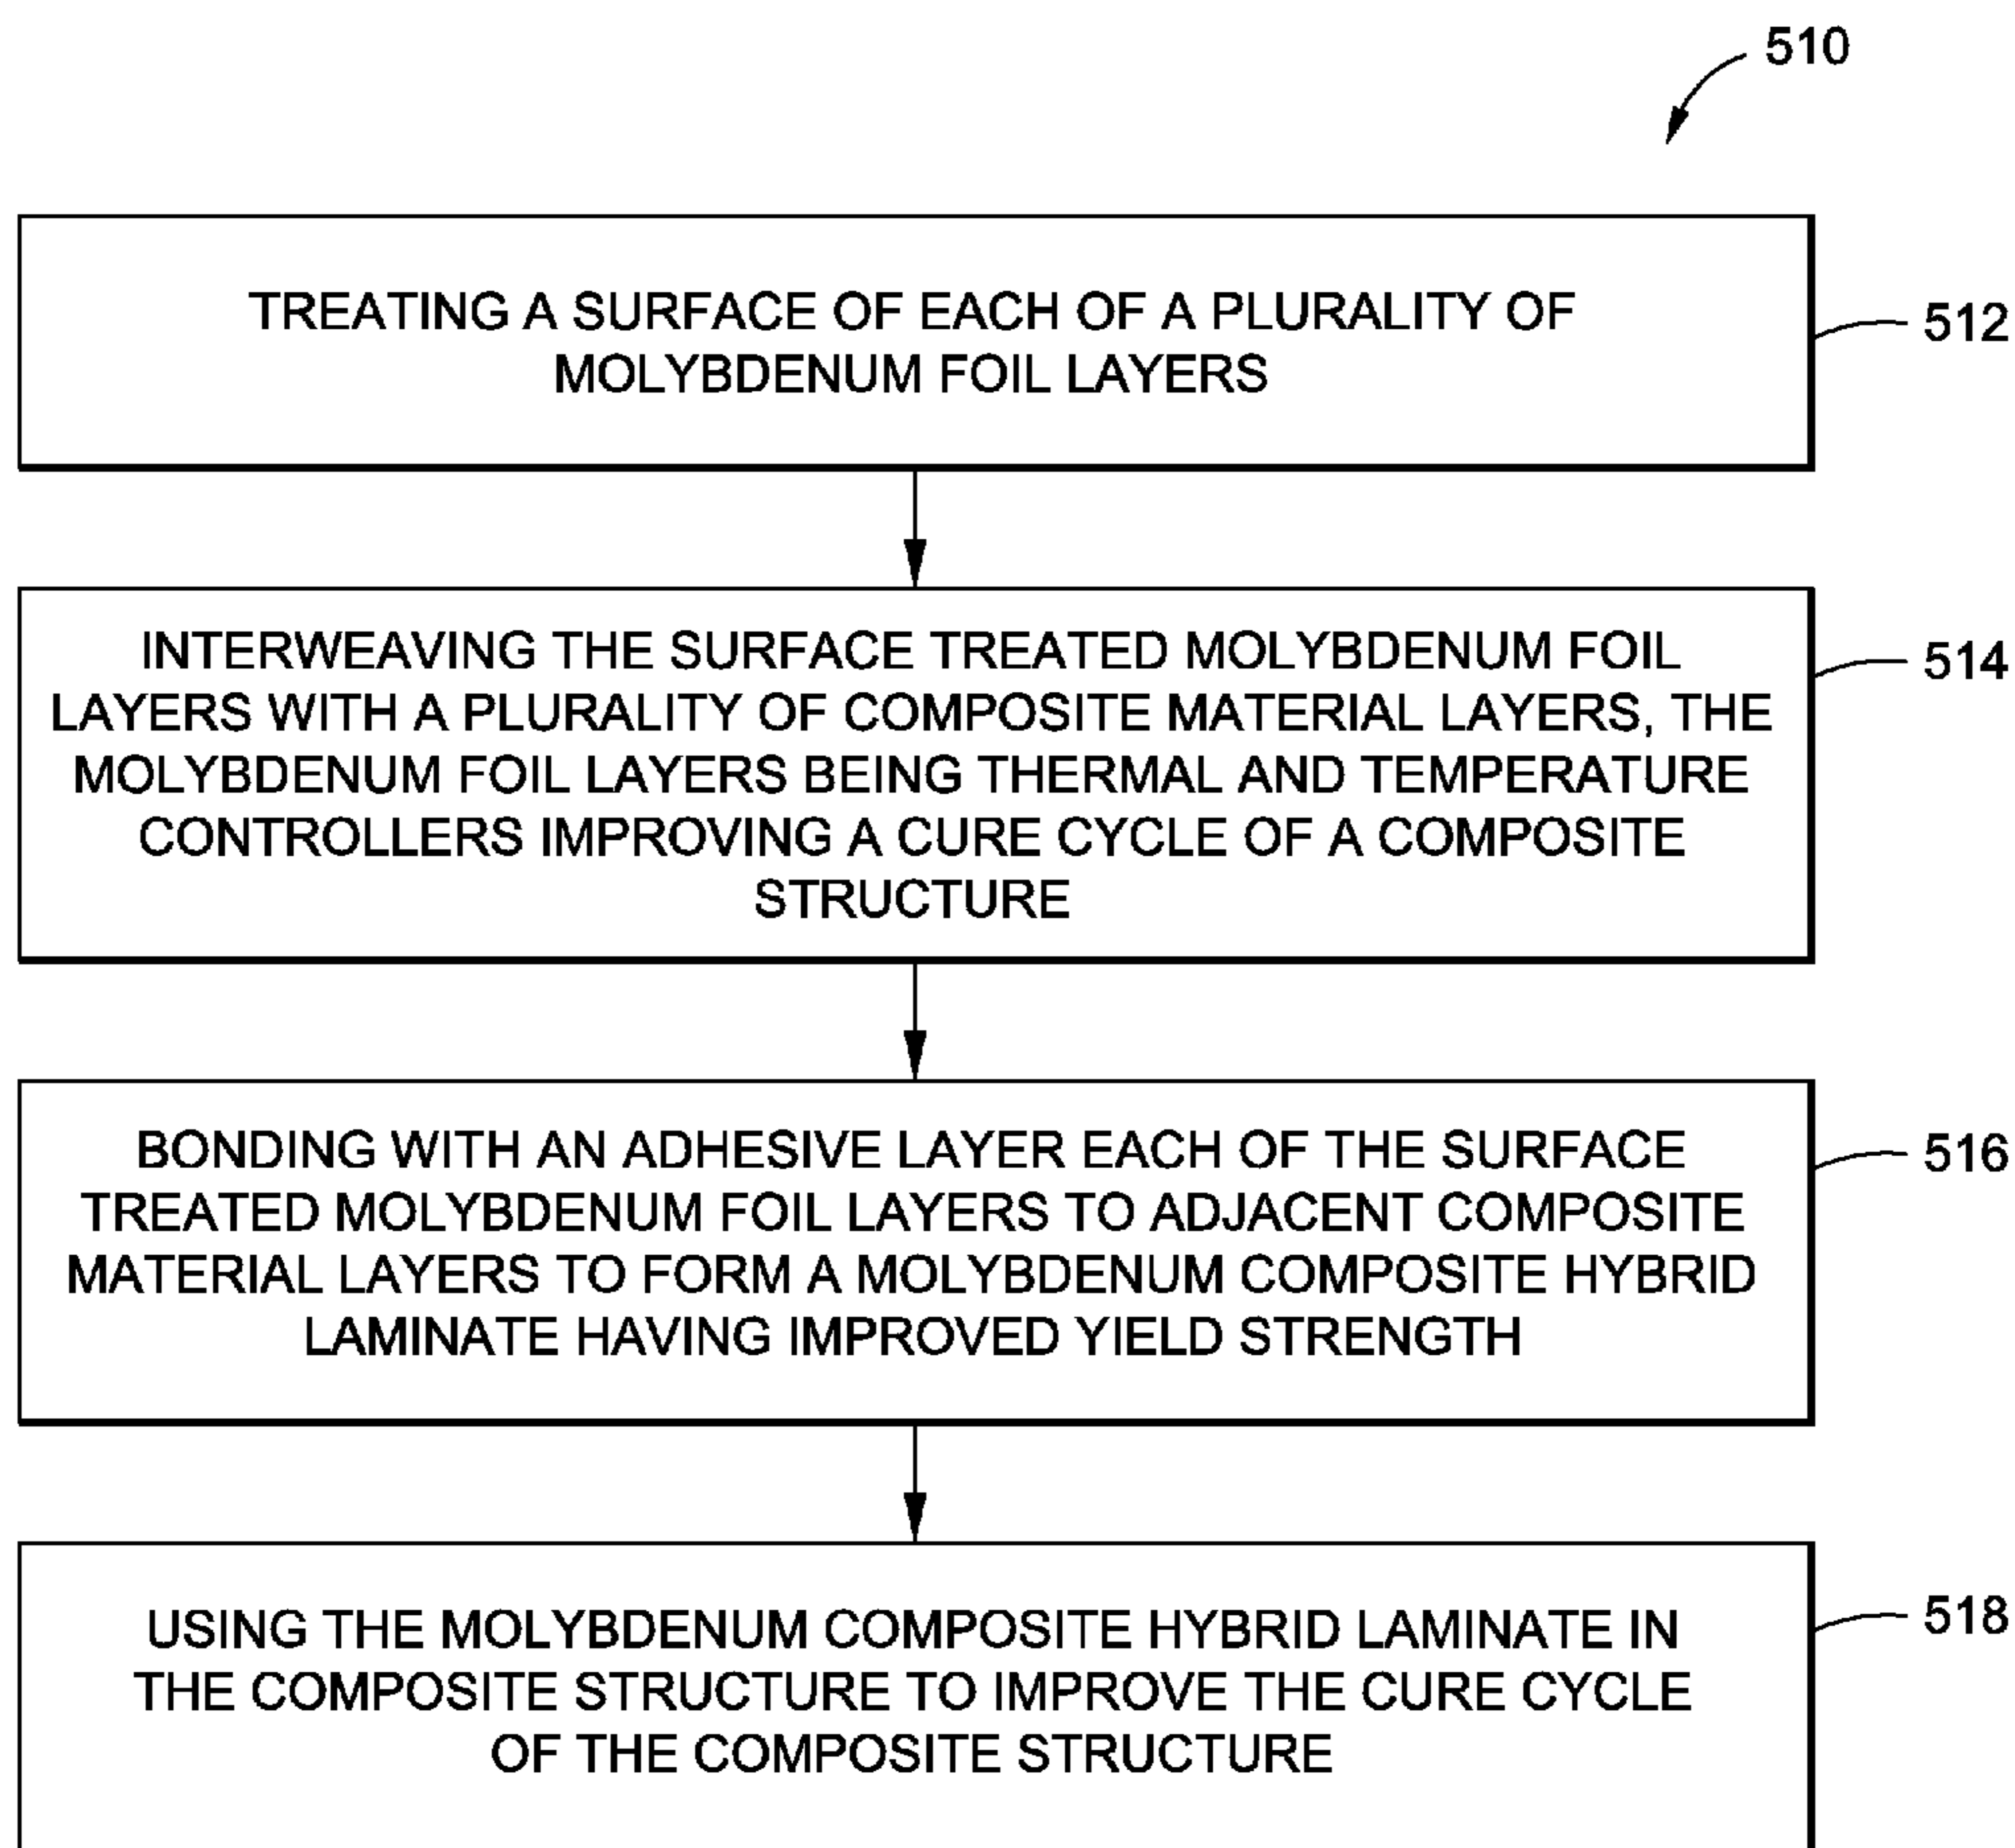 510
TREATING A SURFACE OF EACH OF A PLURALITY OF
MOLYBDENUM FOIL LAYERS
512
INTERWEAVING THE SURFACE TREATED MOLYBDENUM FOIL
LAYERS WITH A PLURALITY OF COMPOSITE MATERIAL LAYERS, THE
MOLYBDENUM FOIL LAYERS BEING THERMAL AND TEMPERATURE
CONTROLLERS IMPROVING A CURE CYCLE OF A COMPOSITE
STRUCTURE
514
BONDING WITH AN ADHESIVE LAYER EACH OF THE SURFACE
TREATED MOLYBDENUM FOIL LAYERS TO ADJACENT COMPOSITE
MATERIAL LAYERS TO FORM A MOLYBDENUM COMPOSITE HYBRID
LAMINATE HAVING IMPROVED YIELD STRENGTH
516
USING THE MOLYBDENUM COMPOSITE HYBRID LAMINATE IN
THE COMPOSITE STRUCTURE TO IMPROVE THE CURE CYCLE
OF THE COMPOSITE STRUCTURE
518